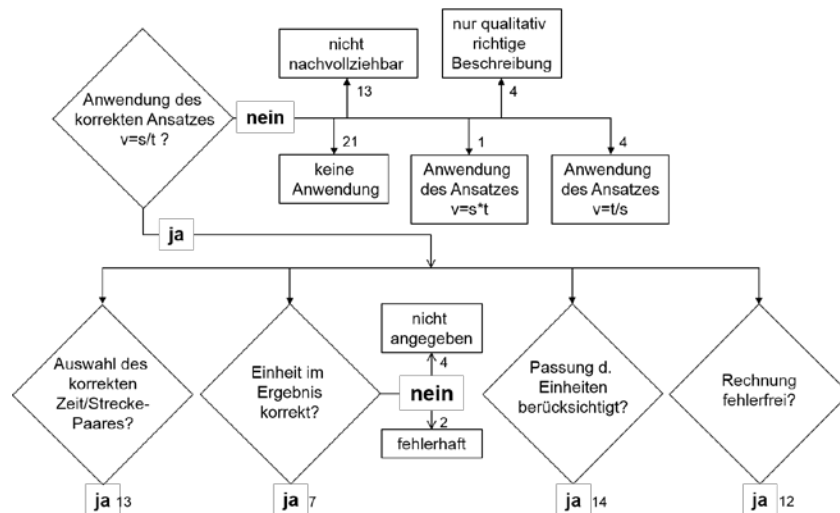 nicht
nachvollziehbar
nur qualitativ
richtige
Beschreibung
13
4
Anwendung des
korrekten Ansatzes
v=s/t ?
nein
21
1
4
keine
Anwendung
Anwendung
des Ansatzes
v=s*t
Anwendung
des Ansatzes
v=t/s
ja
Auswahl des
korrekten
Zeit/Strecke-
Paares?
Einheit im
Ergebnis
korrekt?
nicht
angegeben
4
nein
2
fehlerhaft
Passung d.
Einheiten
berücksichtigt?
Rechnung
fehlerfrei?
ja 13
ja 7
ja 14
ja 12